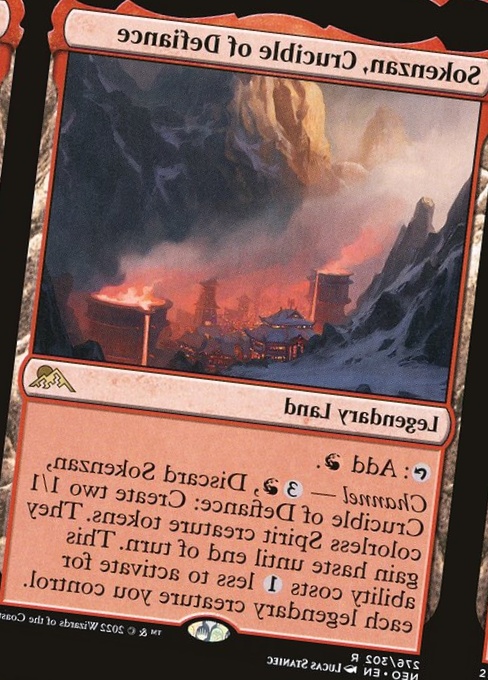 Sokenzan, Crucible of Defiance
Legendary Land
: Add .
Channel — 3 , Discard Sokenzan,
Crucible of Defiance: Create two 1/1
colorless Spirit creature tokens. They
gain haste until end of turn. This
ability costs 1 less to activate for
each legendary creature you control.
276/302 R
NEO • EN LUCAS STANIEC
™ & © 2022 Wizards of the Coast
2